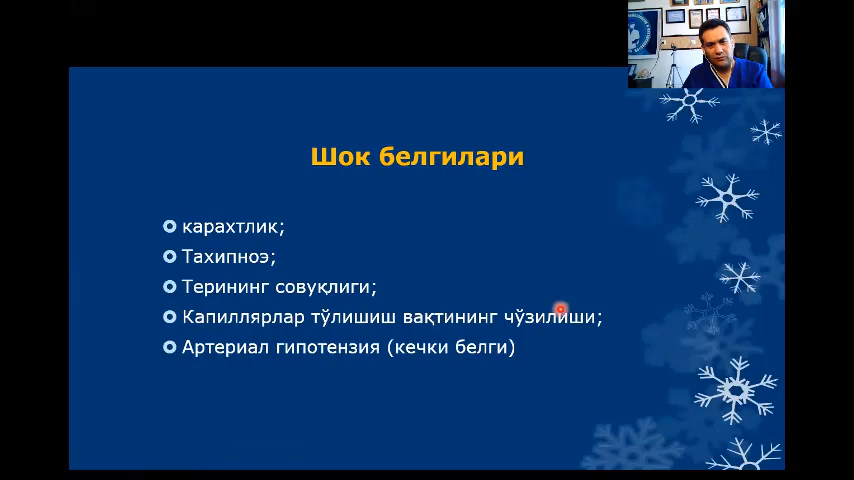 Шок белгилари
карахтлик;
Тахипноэ;
Терининг совуқлиги;
Капиллярлар тўлишиш вақтининг чўзилиши;
Артериал гипотензия (кечки белги)